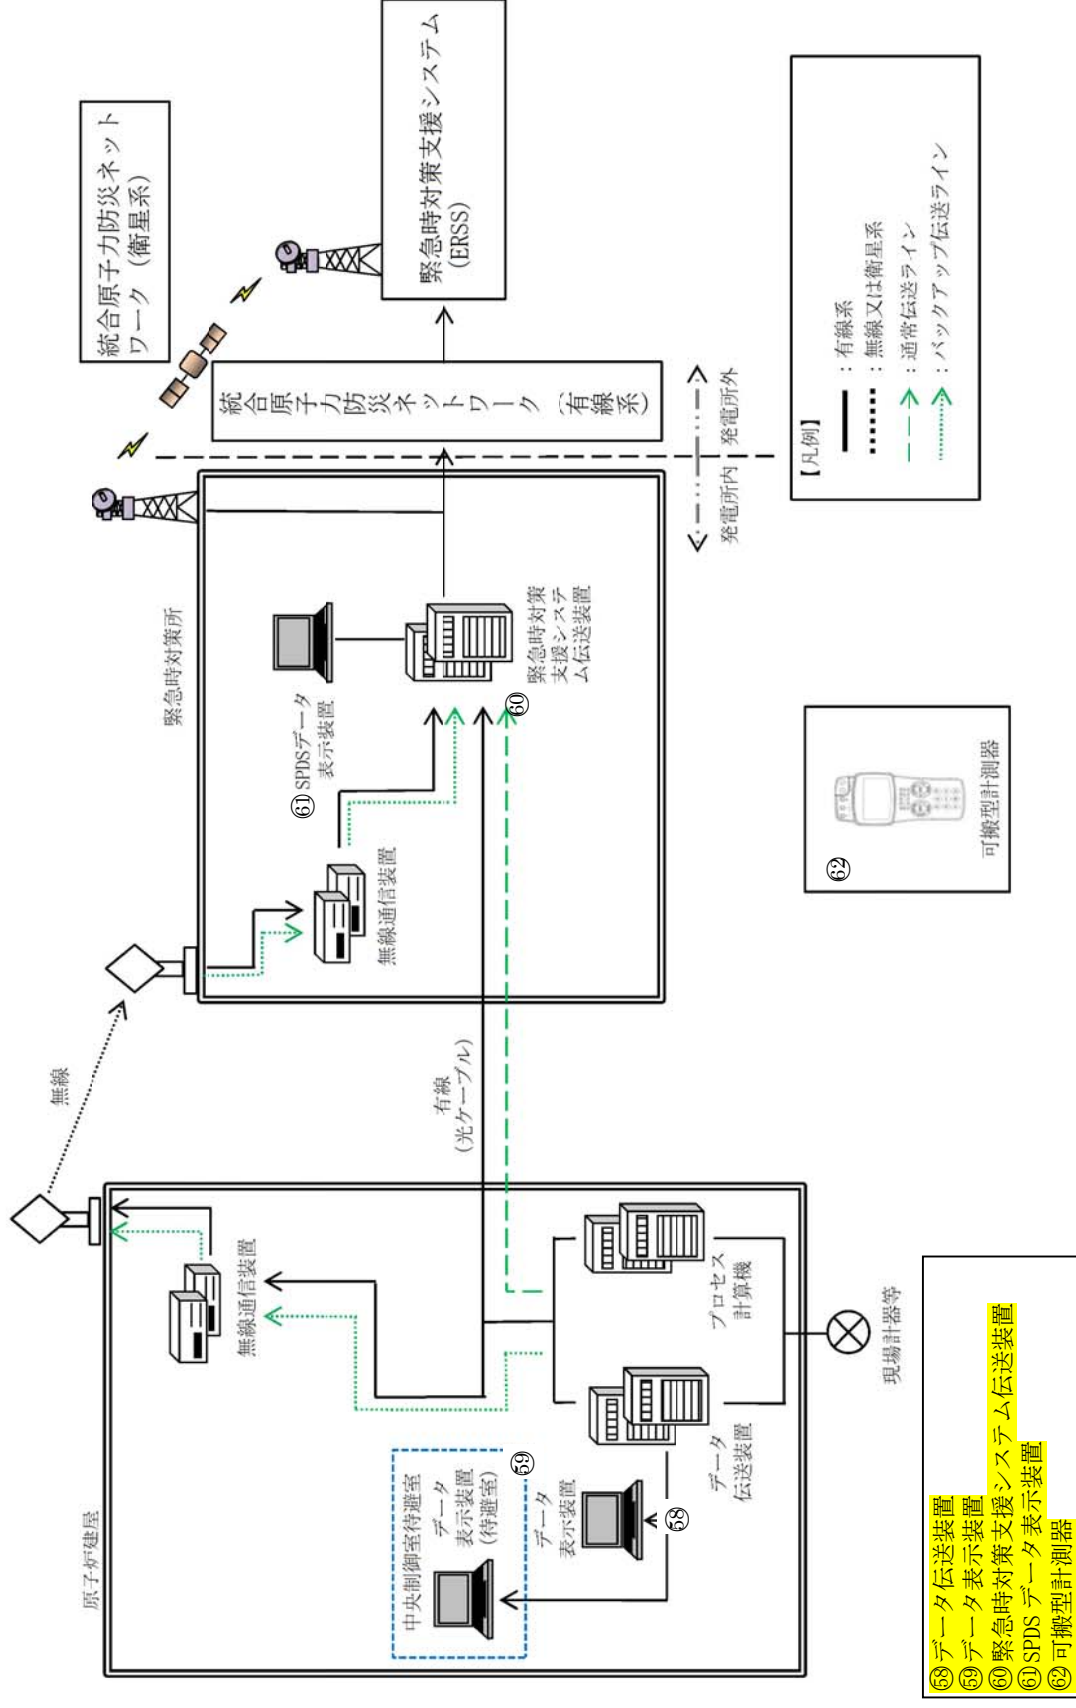 原子炉建屋
無線
緊急時対策所
統合原子力防災ネット
ワーク（衛星系）
無線通信装置
中央制御室待避室
データ
表示装置
(待避室)
㊾
データ
表示装置
㊽
データ
伝送装置
プロセス
計算機
現場計器等
有線
(光ケーブル)
無線通信装置
㉑SPDSデータ
表示装置
⑳
緊急時対策
支援システ
ム伝送装置
統合原子力防災ネットワーク（有線系）
緊急時対策支援システム
(ERSS)
発電所内
発電所外
62
可搬型計測器
【凡例】
：有線系
：無線又は衛星系
：通常伝送ライン
：バックアップ伝送ライン
58 データ伝送装置
59 データ表示装置
60 緊急時対策支援システム伝送装置
61 SPDS データ表示装置
62 可搬型計測器